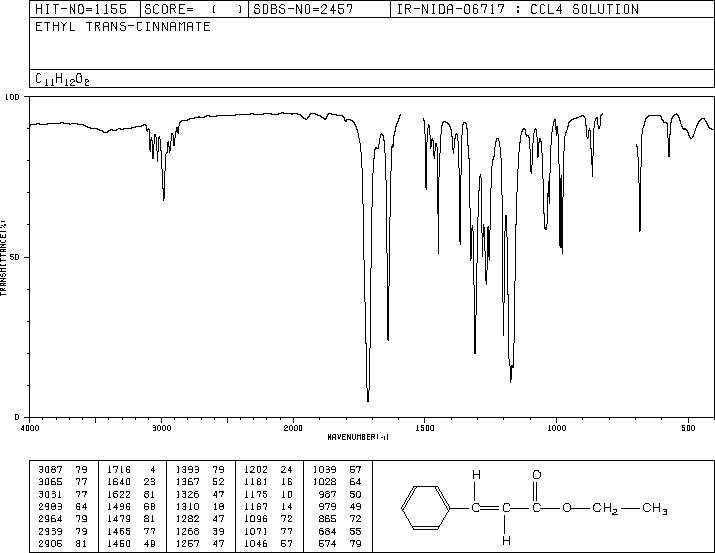 HIT-NO=1155 SCORE= ( ) SDBS-NO=2457 IR-NIDA-06717 : CCL4 SOLUTION
ETHYL TRANS-CINNAMATE
C11H12O2
100
50
0
TRANSMITTANCE(%)
4000 3000 2000 1500 1000 500
WAVENUMBER(-1)
3087 79 1716 4 1393 79 1202 24 1039 57
3065 77 1640 23 1367 52 1181 16 1028 64
3031 77 1622 81 1326 47 1175 10 987 50
2983 64 1496 68 1310 18 1167 14 979 49
2964 79 1479 81 1282 47 1096 72 865 72
2939 79 1465 77 1268 39 1071 77 684 55
2905 81 1450 49 1257 47 1046 57 574 79
H O
C C O CH2 CH3
H